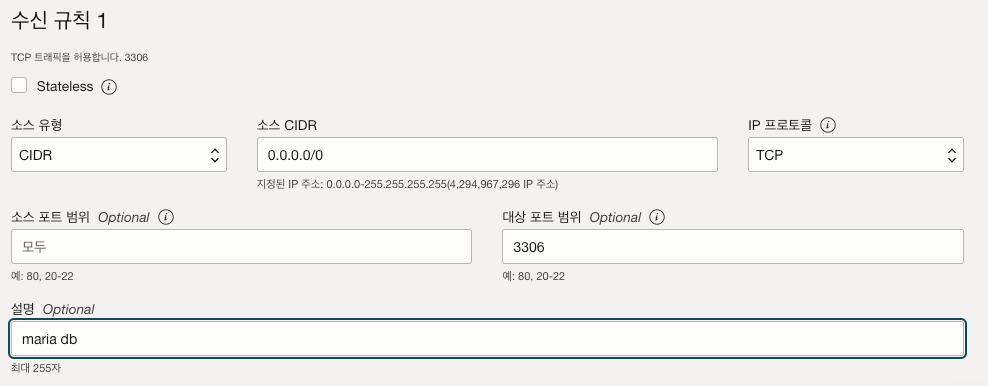 수신 규칙 1
TCP 트래픽을 허용합니다. 3306
Stateless
소스 유형 소스 CIDR IP 프로토콜
CIDR 0.0.0.0/0 TCP
지정된 IP 주소: 0.0.0.0-255.255.255.255(4,294,967,296 IP 주소)
소스 포트 범위 Optional 대상 포트 범위 Optional
모두 3306
예: 80, 20-22 예: 80, 20-22
설명 Optional
maria db
최대 255자